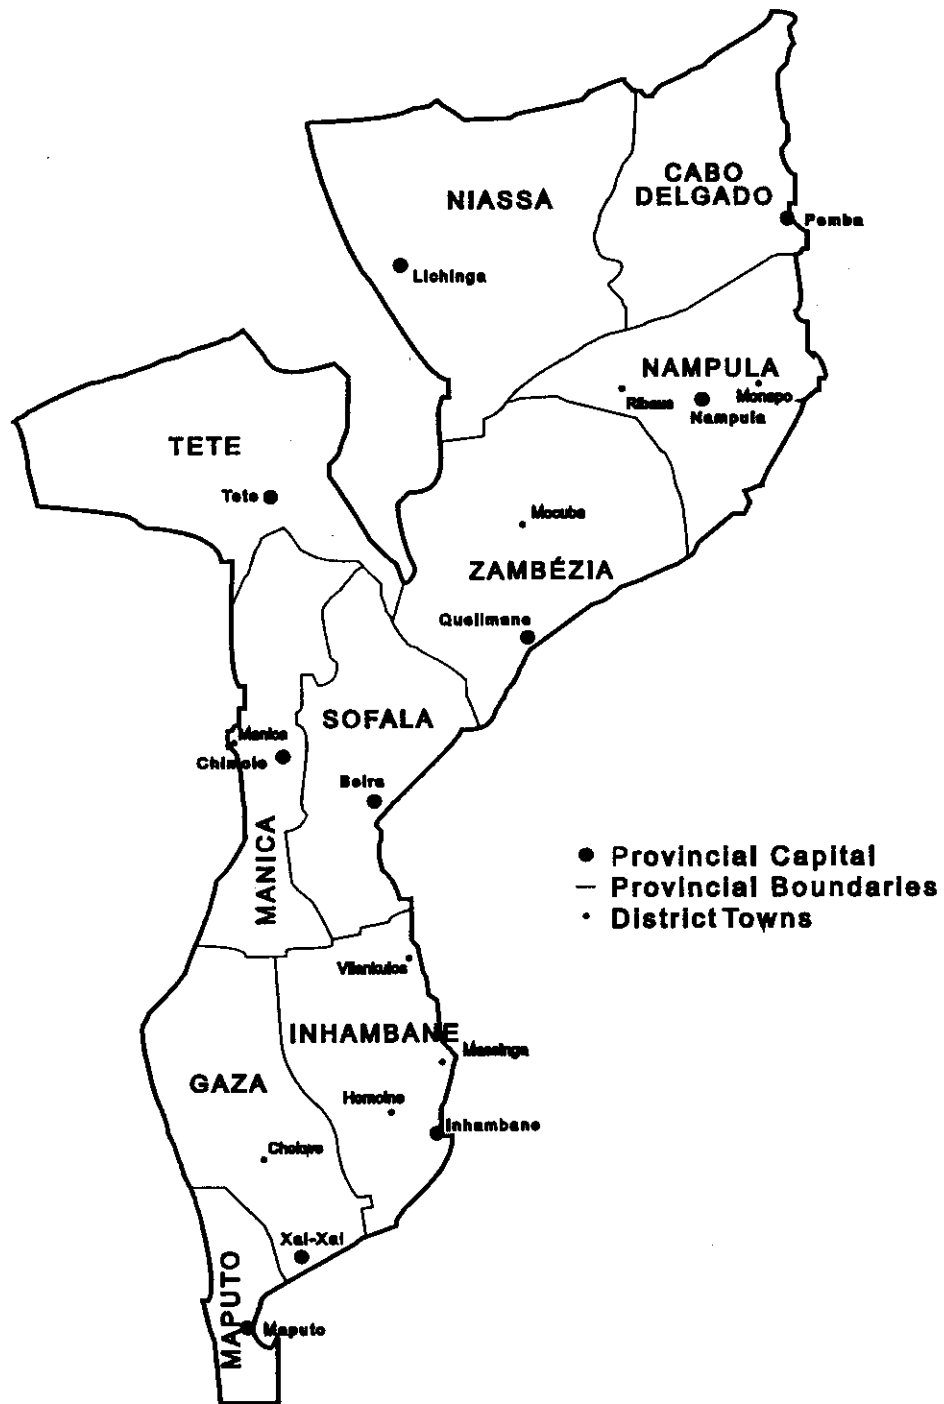 NIASSA
CABO
DELGADO
Pemba
Lichinga
NAMPULA
Ribaue
Monapo
Nampula
TETE
Tete
Mocuba
ZAMBÉZIA
Quelimane
SOFALA
Manica
Chimoio
Beira
MANICA
Provincial Capital
Provincial Boundaries
District Towns
Vilankulos
INHAMBANE
Massinga
GAZA
Homoine
Inhambane
Chokwe
Xai-Xai
MAPUTO
Maputo